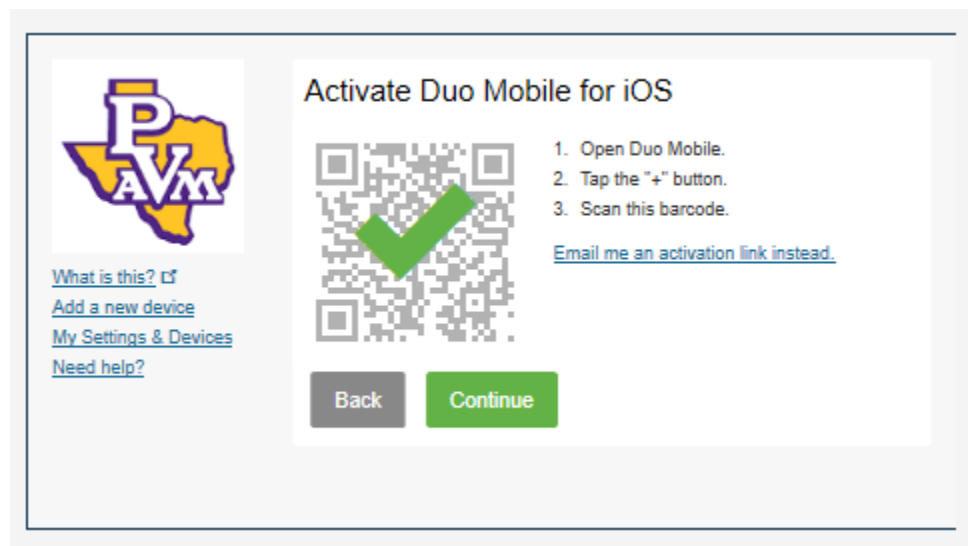 P
V
AVM
What is this?
Add a new device
My Settings & Devices
Need help?
Activate Duo Mobile for iOS
1. Open Duo Mobile.
2. Tap the "+" button.
3. Scan this barcode.
Email me an activation link instead.
Back
Continue